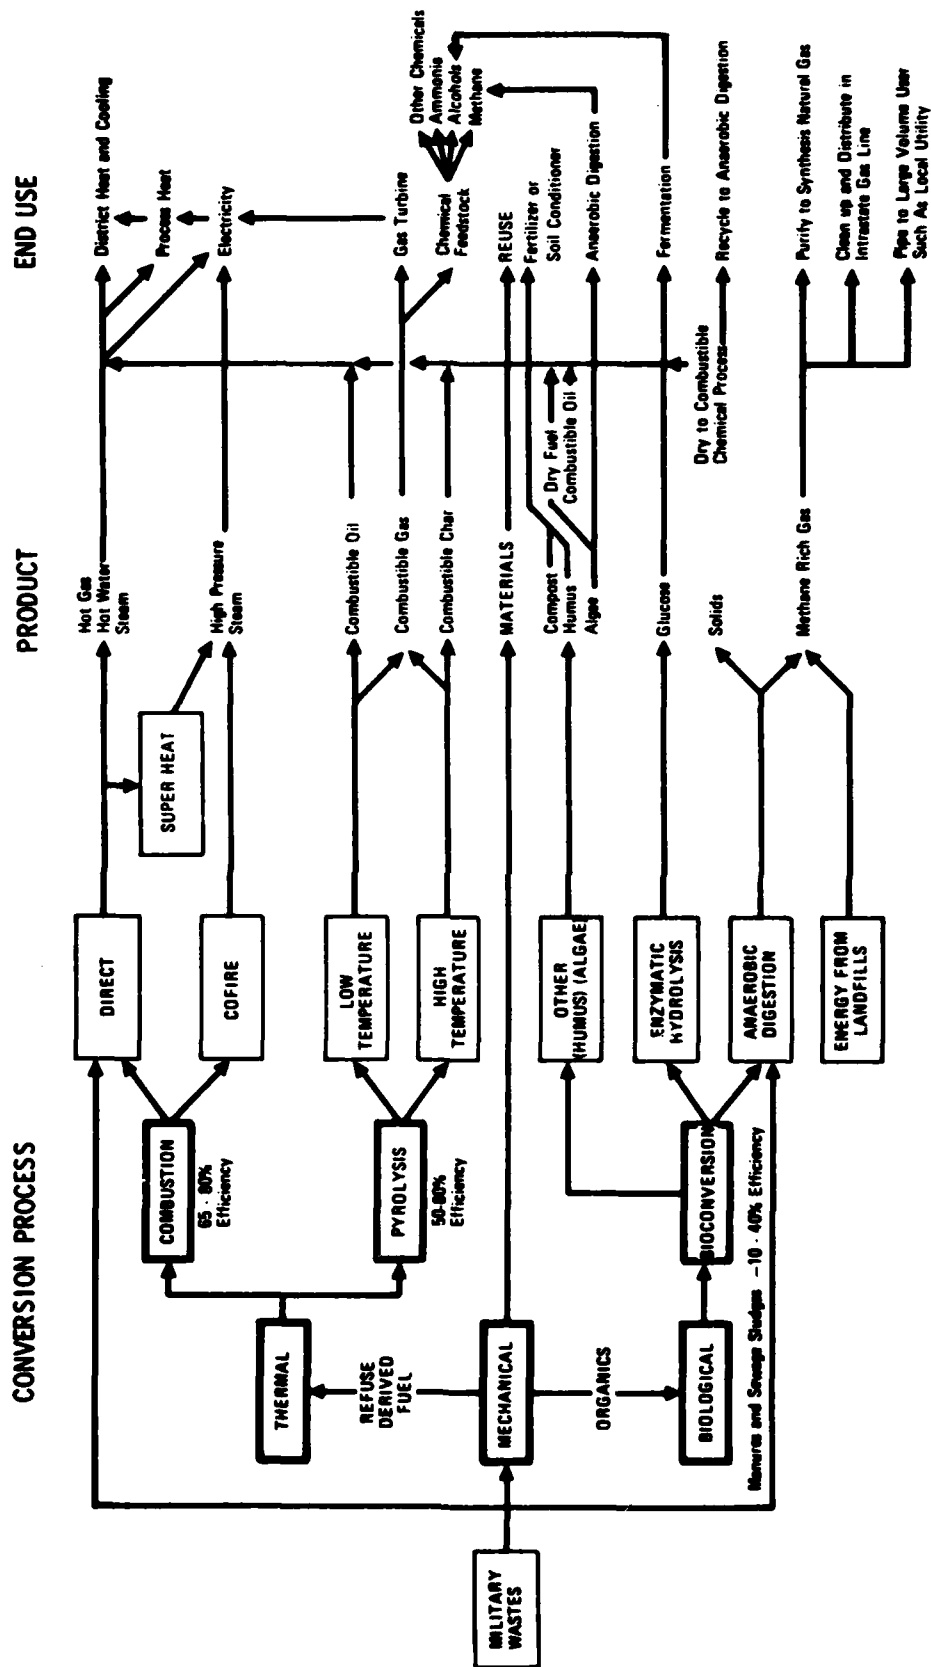 CONVERSION PROCESS
PRODUCT
END USE
MILITARY
WASTES
THERMAL
REFUSE
DERIVED
FUEL
MECHANICAL
ORGANICS
BIOLOGICAL
Manures and Sewage Sludges -10 - 40% Efficiency
COMBUSTION
65 - 80%
Efficiency
PYROLYSIS
50-80%
Efficiency
BIOCONVERSION
DIRECT
COFIRE
LOW
TEMPERATURE
HIGH
TEMPERATURE
OTHER
(HUMUS) (ALGAE)
ENZYMATIC
HYDROLYSIS
ANAEROBIC
DIGESTION
ENERGY FROM
LANDFILLS
SUPER HEAT
Hot Gas
Hot Water
Steam
High Pressure
Steam
Combustible Oil
Combustible Gas
Combustible Char
MATERIALS
Compost
Humus
Algae
Glucose
Solids
Methane Rich Gas
Dry Fuel
Combustible Oil
Dry to Combustible
Chemical Process
District Heat and Cooling
Process Heat
Electricity
Gas Turbine
Chemical
Feedstock
Other Chemicals
Ammonia
Alcohols
Methane
REUSE
Fertilizer or
Soil Conditioner
Anaerobic Digestion
Fermentation
Recycle to Anaerobic Digestion
Purify to Synthesis Natural Gas
Clean up and Distribute in
Intrastate Gas Line
Pipe to Large Volume User
Such As Local Utility